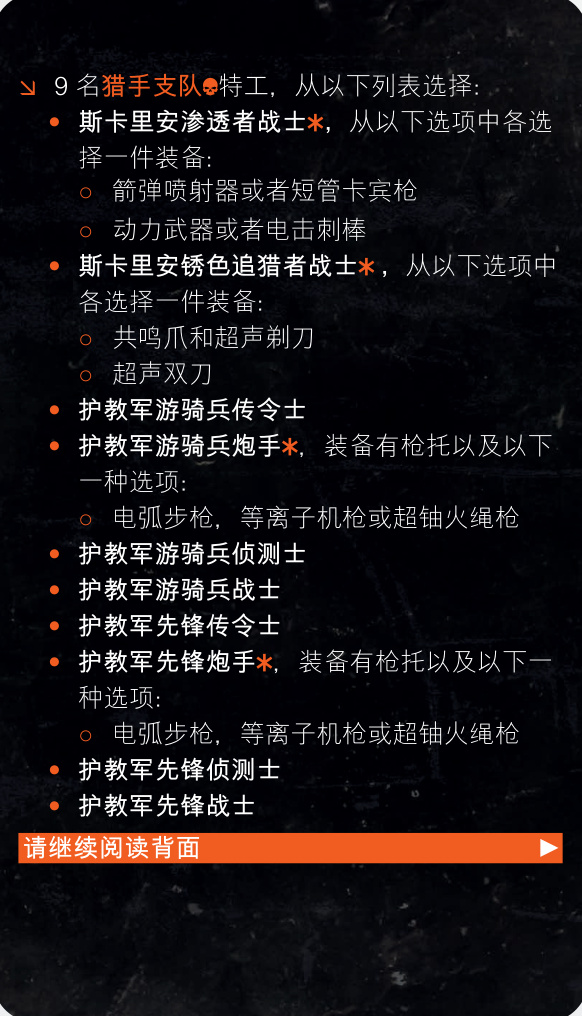 ↘ 9 名猎手支队💀特工，从以下列表选择：
• 斯卡里安渗透者战士*，从以下选项中各选
择一件装备：
○ 箭弹喷射器或者短管卡宾枪
○ 动力武器或者电击刺棒
• 斯卡里安锈色追猎者战士*，从以下选项中
各选择一件装备：
○ 共鸣爪和超声剃刀
○ 超声双刀
• 护教军游骑兵传令士
• 护教军游骑兵炮手*，装备有枪托以及以下
一种选项：
○ 电弧步枪，等离子机枪或超铀火绳枪
• 护教军游骑兵侦测士
• 护教军游骑兵战士
• 护教军先锋传令士
• 护教军先锋炮手*，装备有枪托以及以下一
种选项：
○ 电弧步枪，等离子机枪或超铀火绳枪
• 护教军先锋侦测士
• 护教军先锋战士
请继续阅读背面 ▶